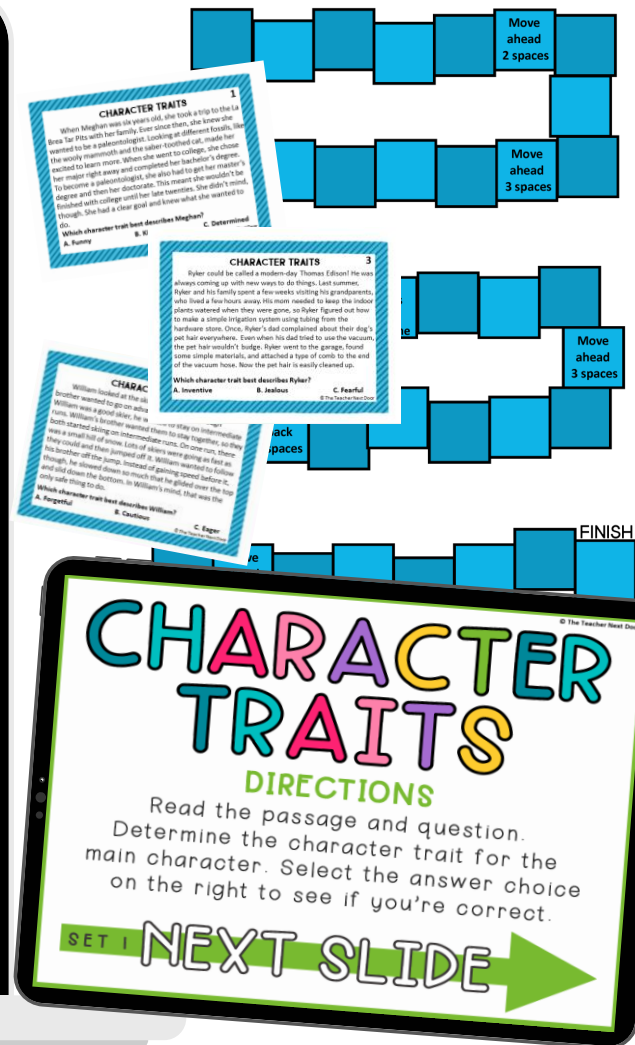 Move
ahead
2 spaces
Move
ahead
3 spaces
1
CHARACTER TRAITS
When Meghan was six years old, she took a trip to the La
Brea Tar Pits with her family. Ever since then, she knew she
wanted to be a paleontologist. Looking at different fossils, like
the wooly mammoth and the saber-toothed cat, made her
excited to learn more. When she went to college, she chose
her major right away and completed her bachelor's degree.
To become a paleontologist, she also had to get her master's
degree and then her doctorate. This meant she wouldn't be
finished with college until her late twenties. She didn't mind,
though. She had a clear goal and knew what she wanted to
do.
Which character trait best describes Meghan?
A. Funny B. C. Determined
CHARACTER TRAITS 3
Ryker could be called a modern-day Thomas Edison! He was
always coming up with new ways to do things. Last summer,
Ryker and his family spent a few weeks visiting his grandparents,
who lived a few hours away. His mom needed to keep the indoor
plants watered when they were gone, so Ryker figured out how
to make a simple irrigation system using tubing from the
hardware store. Once, Ryker's dad complained about their dog's
pet hair everywhere. Even when his dad tried to use the vacuum,
the pet hair wouldn't budge. Ryker went to the garage, found
some simple materials, and attached a type of comb to the end
of the vacuum hose. Now the pet hair is easily cleaned up.
Which character trait best describes Ryker?
A. Inventive B. Jealous C. Fearful
© The Teacher Next Door
Move
ahead
3 spaces
William looked at the
brother wanted to go on to stay on intermediate
William was a good skier, he
runs. William's brother wanted them to stay together, so they
both started skiing on intermediate runs. On one run, there
was a small hill of snow. Lots of skiers were going as fast as
they could and then jumped off it. William wanted to follow
his brother off the jump. Instead of gaining speed before it,
though, he slowed down so much that he glided over the top
and slid down the bottom. In William's mind, that was the
only safe thing to do.
Which character trait best describes William?
A. Forgetful B. Cautious C. Eager
© The Teacher Next Door
FINISH
© The Teacher Next
CHARACTER
TRAITS
DIRECTIONS
Read the passage and question.
Determine the character trait for the
main character. Select the answer choice
on the right to see if you're correct.
SET 1 NEXT SLIDE